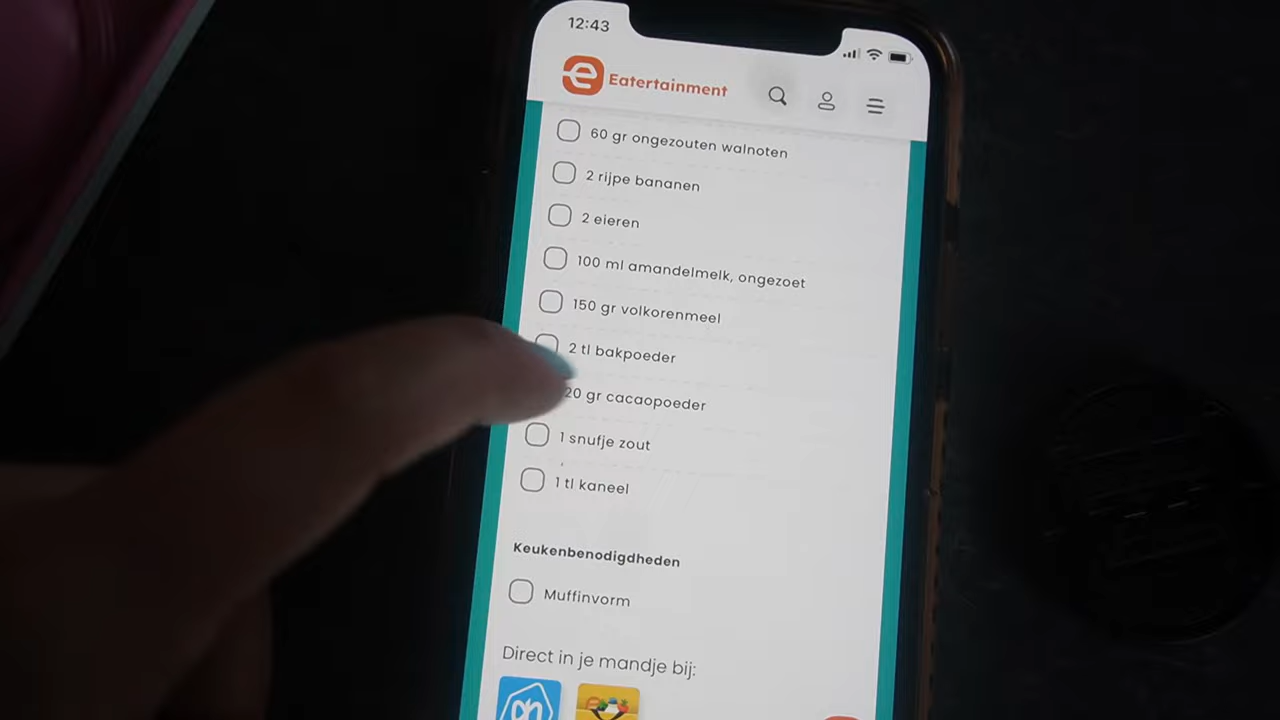 12:43
Eatertainment
60 gr ongezouten walnoten
2 rijpe bananen
2 eieren
100 ml amandelmelk, ongezoet
150 gr volkorenmeel
2 tl bakpoeder
20 gr cacaopoeder
1 snufje zout
1 tl kaneel
Keukenbenodigdheden
Muffinvorm
Direct in je mandje bij: